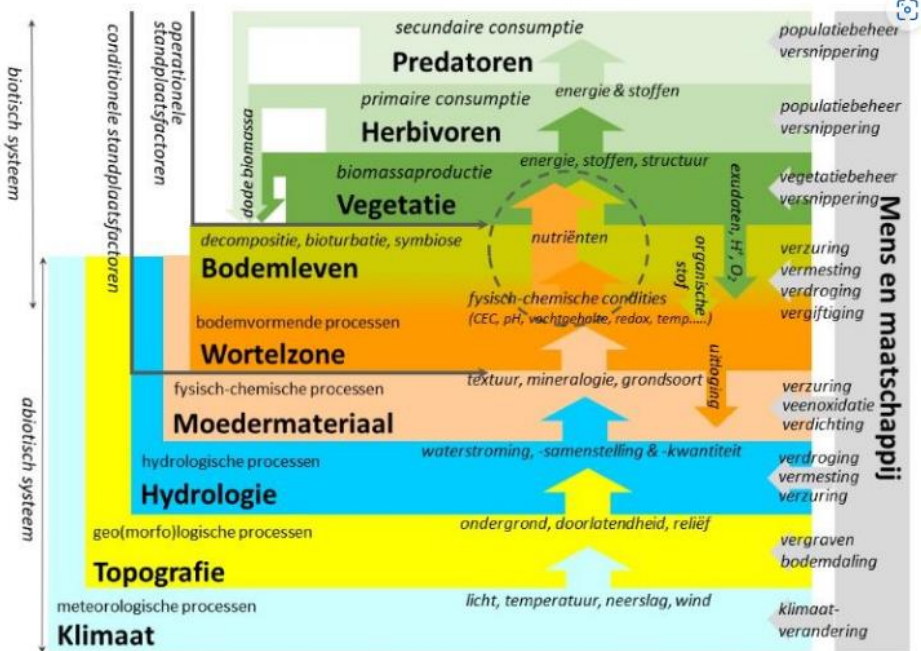 biotisch systeem
abiotisch systeem
conditionele standplaatsfactoren
operationele
standplaatsfactoren
dode biomassa
secundaire consumptie
Predatoren
energie & stoffen
primaire consumptie
Herbivoren
energie, stoffen, structuur
biomassaproductie
Vegetatie
nutriënten
exudaten, H⁺, O₂
decompositie, bioturbatie, symbiose
Bodemleven
organische
stof
fysisch-chemische condities
(CEC, pH, vochtgehalte, redox, temp.....)
bodemvormende processen
Wortelzone
uitloging
textuur, mineralogie, grondsoort
fysisch-chemische processen
Moedermateriaal
waterstroming, -samenstelling & -kwantiteit
hydrologische processen
Hydrologie
ondergrond, doorlatendheid, reliëf
geo(morfo)logische processen
Topografie
licht, temperatuur, neerslag, wind
meteorologische processen
Klimaat
populatiebeheer
versnippering
populatiebeheer
versnippering
vegetatiebeheer
versnippering
verzuring
vermesting
verdroging
vergiftiging
verzuring
veenoxidatie
verdichting
verdroging
vermesting
verzuring
vergraven
bodemdaling
klimaat-
verandering
Mens en maatschappij